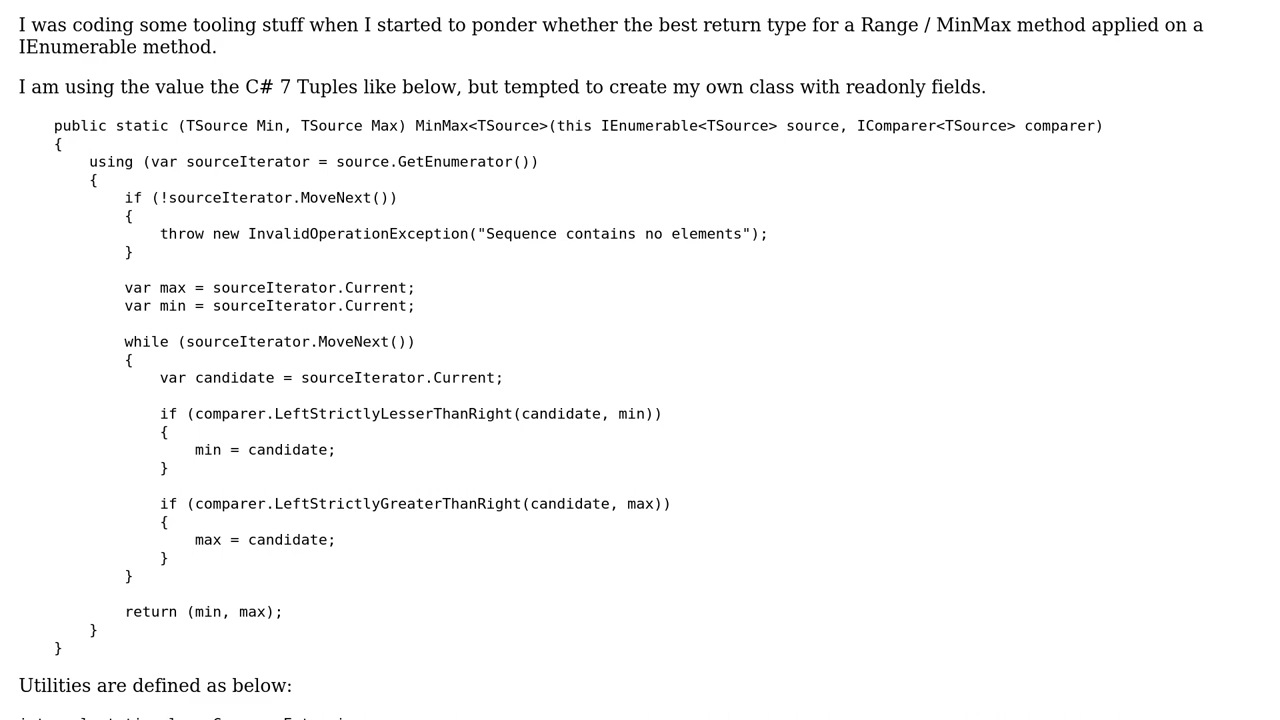 I was coding some tooling stuff when I started to ponder whether the best return type for a Range / MinMax method applied on a
IEnumerable method.
I am using the value the C# 7 Tuples like below, but tempted to create my own class with readonly fields.
public static (TSource Min, TSource Max) MinMax<TSource>(this IEnumerable<TSource> source, IComparer<TSource> comparer)
{
using (var sourceIterator = source.GetEnumerator())
{
if (!sourceIterator.MoveNext())
{
throw new InvalidOperationException("Sequence contains no elements");
}
var max = sourceIterator.Current;
var min = sourceIterator.Current;
while (sourceIterator.MoveNext())
{
var candidate = sourceIterator.Current;
if (comparer.LeftStrictlyLesserThanRight(candidate, min))
{
min = candidate;
}
if (comparer.LeftStrictlyGreaterThanRight(candidate, max))
{
max = candidate;
}
}
return (min, max);
}
}
Utilities are defined as below: